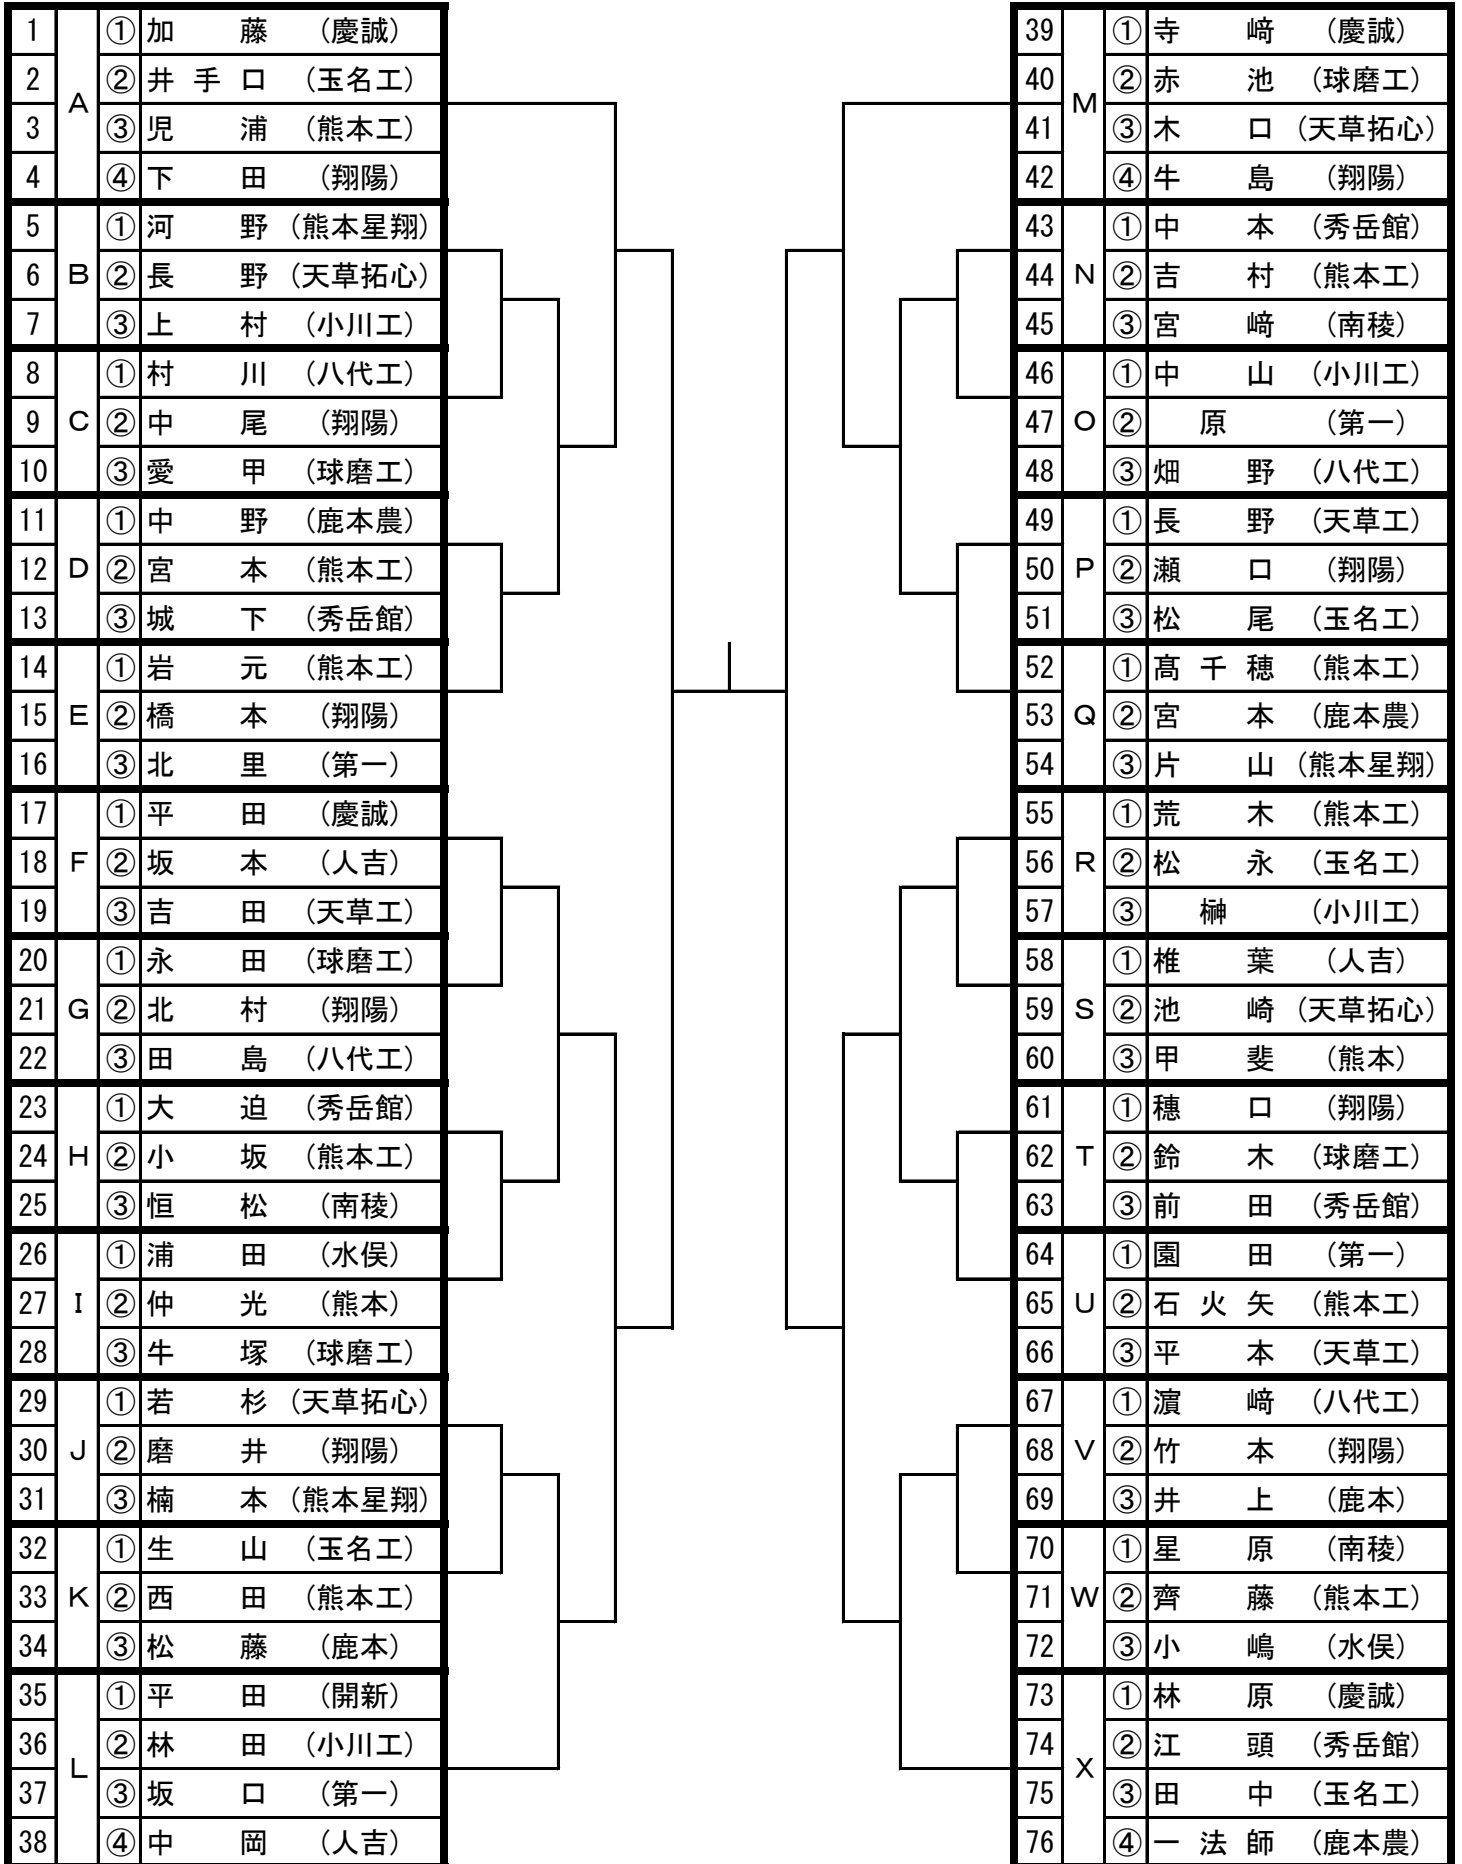 1 ① 加藤 (慶誠)
2 ② 井手口 (玉名工)
A
3 ③ 児浦 (熊本工)
4 ④ 下田 (翔陽)
5 ① 河野 (熊本星翔)
6 B ② 長野 (天草拓心)
7 ③ 上村 (小川工)
8 ① 村川 (八代工)
9 C ② 中尾 (翔陽)
10 ③ 愛甲 (球磨工)
11 ① 中野 (鹿本農)
12 D ② 宮本 (熊本工)
13 ③ 城下 (秀岳館)
14 ① 岩元 (熊本工)
15 E ② 橋本 (翔陽)
16 ③ 北里 (第一)
17 ① 平田 (慶誠)
18 F ② 坂本 (人吉)
19 ③ 吉田 (天草工)
20 ① 永田 (球磨工)
21 G ② 北村 (翔陽)
22 ③ 田島 (八代工)
23 ① 大迫 (秀岳館)
24 H ② 小坂 (熊本工)
25 ③ 恒松 (南稜)
26 ① 浦田 (水俣)
27 I ② 仲光 (熊本)
28 ③ 牛塚 (球磨工)
29 ① 若杉 (天草拓心)
30 J ② 磨井 (翔陽)
31 ③ 楠本 (熊本星翔)
32 ① 生山 (玉名工)
33 K ② 西田 (熊本工)
34 ③ 松藤 (鹿本)
35 ① 平田 (開新)
36 ② 林田 (小川工)
L
37 ③ 坂口 (第一)
38 ④ 中岡 (人吉)
39 ① 寺﨑 (慶誠)
40 ② 赤池 (球磨工)
M
41 ③ 木口 (天草拓心)
42 ④ 牛島 (翔陽)
43 ① 中本 (秀岳館)
44 N ② 吉村 (熊本工)
45 ③ 宮﨑 (南稜)
46 ① 中山 (小川工)
47 O ② 原 (第一)
48 ③ 畑野 (八代工)
49 ① 長野 (天草工)
50 P ② 瀬口 (翔陽)
51 ③ 松尾 (玉名工)
52 ① 髙千穂 (熊本工)
53 Q ② 宮本 (鹿本農)
54 ③ 片山 (熊本星翔)
55 ① 荒木 (熊本工)
56 R ② 松永 (玉名工)
57 ③ 榊 (小川工)
58 ① 椎葉 (人吉)
59 S ② 池崎 (天草拓心)
60 ③ 甲斐 (熊本)
61 ① 穗口 (翔陽)
62 T ② 鈴木 (球磨工)
63 ③ 前田 (秀岳館)
64 ① 園田 (第一)
65 U ② 石火矢 (熊本工)
66 ③ 平本 (天草工)
67 ① 濵﨑 (八代工)
68 V ② 竹本 (翔陽)
69 ③ 井上 (鹿本)
70 ① 星原 (南稜)
71 W ② 齊藤 (熊本工)
72 ③ 小嶋 (水俣)
73 ① 林原 (慶誠)
74 ② 江頭 (秀岳館)
X
75 ③ 田中 (玉名工)
76 ④ 一法師 (鹿本農)